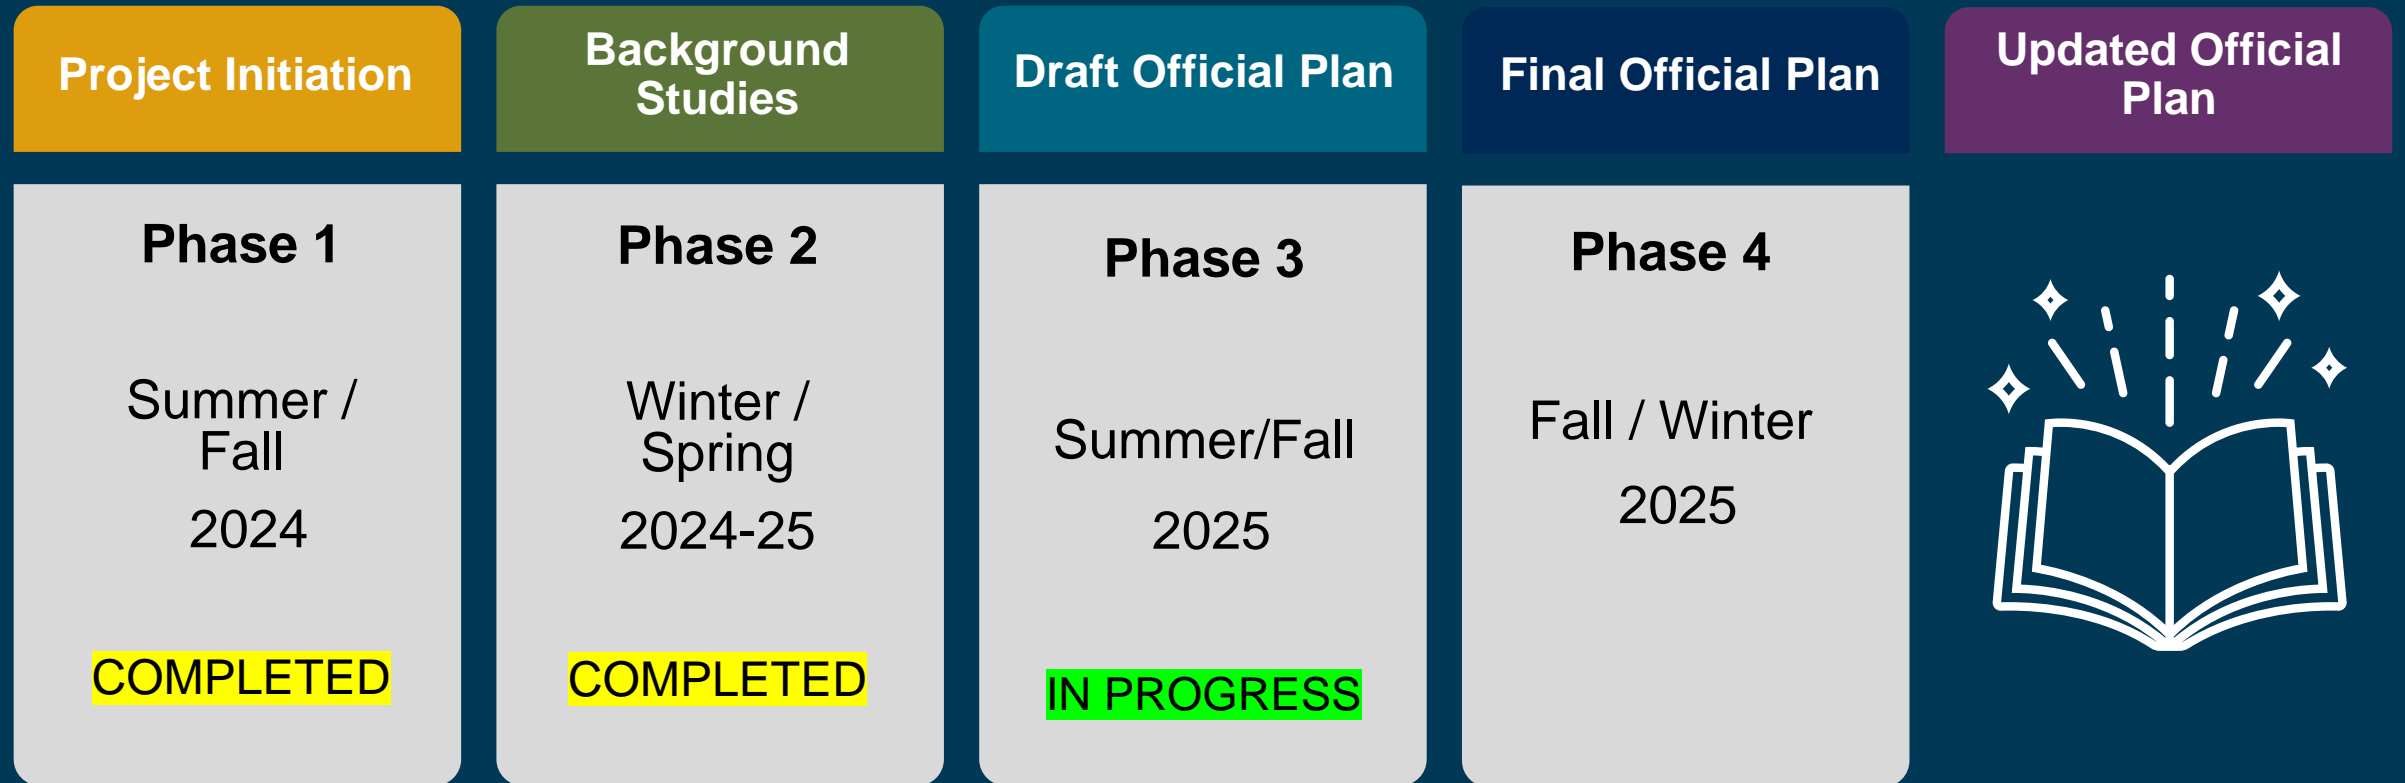 Project Initiation
Background
Studies
Draft Official Plan
Final Official Plan
Updated Official
Plan
Phase 1
Summer /
Fall
2024
COMPLETED
Phase 2
Winter /
Spring
2024-25
COMPLETED
Phase 3
Summer/Fall
2025
IN PROGRESS
Phase 4
Fall / Winter
2025